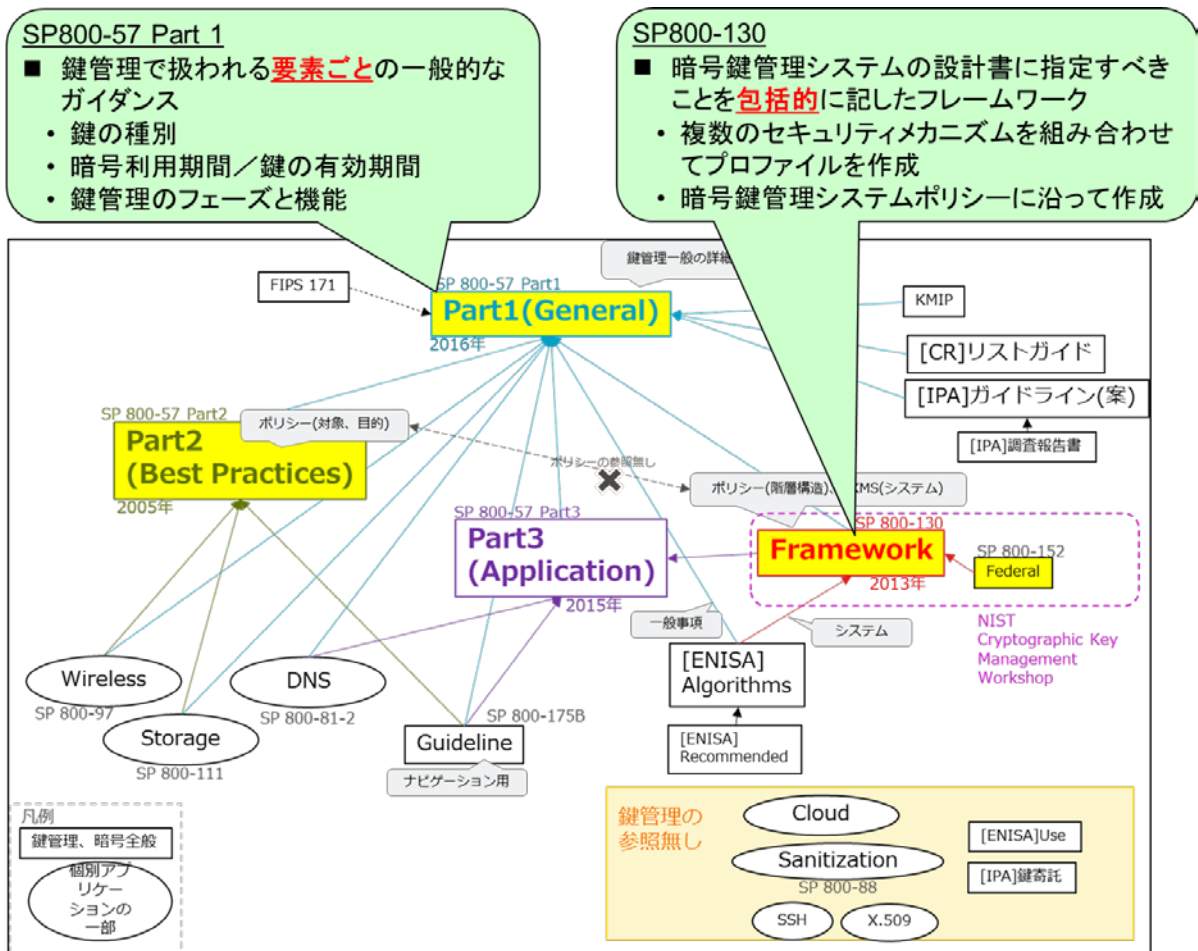 SP800-57 Part 1
■ 鍵管理で扱われる要素ごとの一般的な
ガイダンス
・ 鍵の種別
・ 暗号利用期間／鍵の有効期間
・ 鍵管理のフェーズと機能
SP800-130
■ 暗号鍵管理システムの設計書に指定すべき
ことを包括的に記したフレームワーク
・ 複数のセキュリティメカニズムを組み合わせ
てプロファイルを作成
・ 暗号鍵管理システムポリシーに沿って作成
鍵管理一般の詳細
FIPS 171
SP 800-57 Part1
Part1(General)
2016年
KMIP
[CR]リストガイド
[IPA]ガイドライン(案)
[IPA]調査報告書
SP 800-57 Part2
ポリシー(対象、目的)
Part2
(Best Practices)
2005年
ポリシーの参照無し
ポリシー(階層構造)、
KMS(システム)
SP 800-57 Part3
Part3
(Application)
2015年
SP 800-130
Framework
2013年
SP 800-152
Federal
NIST
Cryptographic Key
Management
Workshop
一般事項
システム
[ENISA]
Algorithms
[ENISA]
Recommended
Wireless
SP 800-97
DNS
SP 800-81-2
Storage
SP 800-111
SP 800-175B
Guideline
ナビゲーション用
凡例
鍵管理、暗号全般
個別アプ
リケー
ションの
一部
鍵管理の
参照無し
Cloud
Sanitization
SP 800-88
SSH
X.509
[ENISA]Use
[IPA]鍵寄託